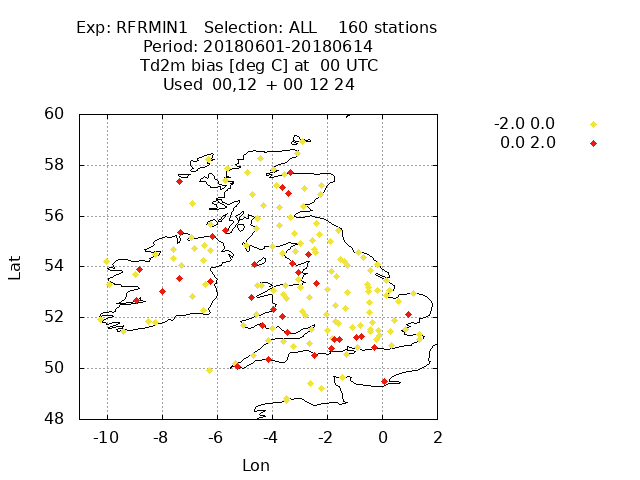 Exp: RFRMIN1 Selection: ALL 160 stations
Period: 20180601-20180614
Td2m bias [deg C] at 00 UTC
Used 00,12 + 00 12 24
-2.0 0.0
0.0 2.0
60
58
56
54
52
50
48
Lat
-10 -8 -6 -4 -2 0 2
Lon